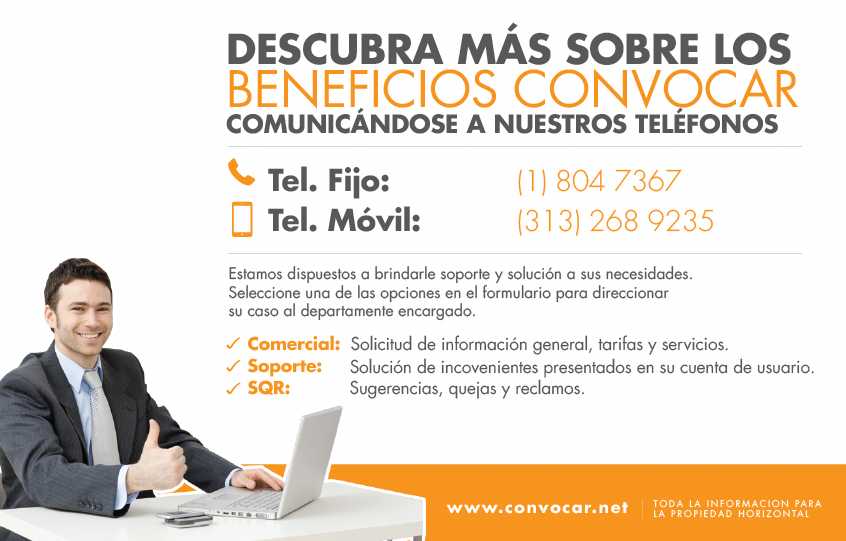 DESCUBRA MÁS SOBRE LOS
BENEFICIOS CONVOCAR
COMUNICÁNDOSE A NUESTROS TELÉFONOS
Tel. Fijo: (1) 804 7367
Tel. Móvil: (313) 268 9235
Estamos dispuestos a brindarle soporte y solución a sus necesidades.
Seleccione una de las opciones en el formulario para direccionar
su caso al departamente encargado.
Comercial: Solicitud de información general, tarifas y servicios.
Soporte: Solución de incovenientes presentados en su cuenta de usuario.
SQR: Sugerencias, quejas y reclamos.
www.convocar.net
TODA LA INFORMACION PARA
LA PROPIEDAD HORIZONTAL